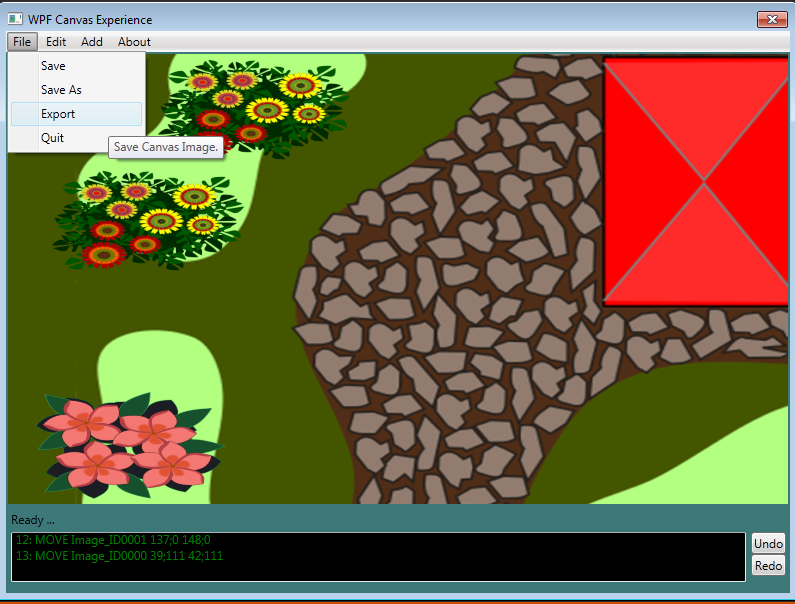 WPF Canvas Experience
File Edit Add About
Save
Save As
Export
Quit
Save Canvas Image.
Ready ...
12: MOVE Image_ID0001 137;0 148;0
13: MOVE Image_ID0000 39;111 42;111
Undo
Redo